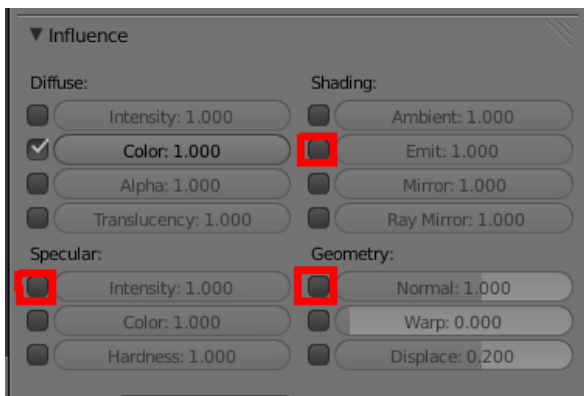 Influence
Diffuse:
Intensity: 1.000
Color: 1.000
Alpha: 1.000
Translucency: 1.000
Shading:
Ambient: 1.000
Emit: 1.000
Mirror: 1.000
Ray Mirror: 1.000
Specular:
Intensity: 1.000
Color: 1.000
Hardness: 1.000
Geometry:
Normal: 1.000
Warp: 0.000
Displace: 0.200